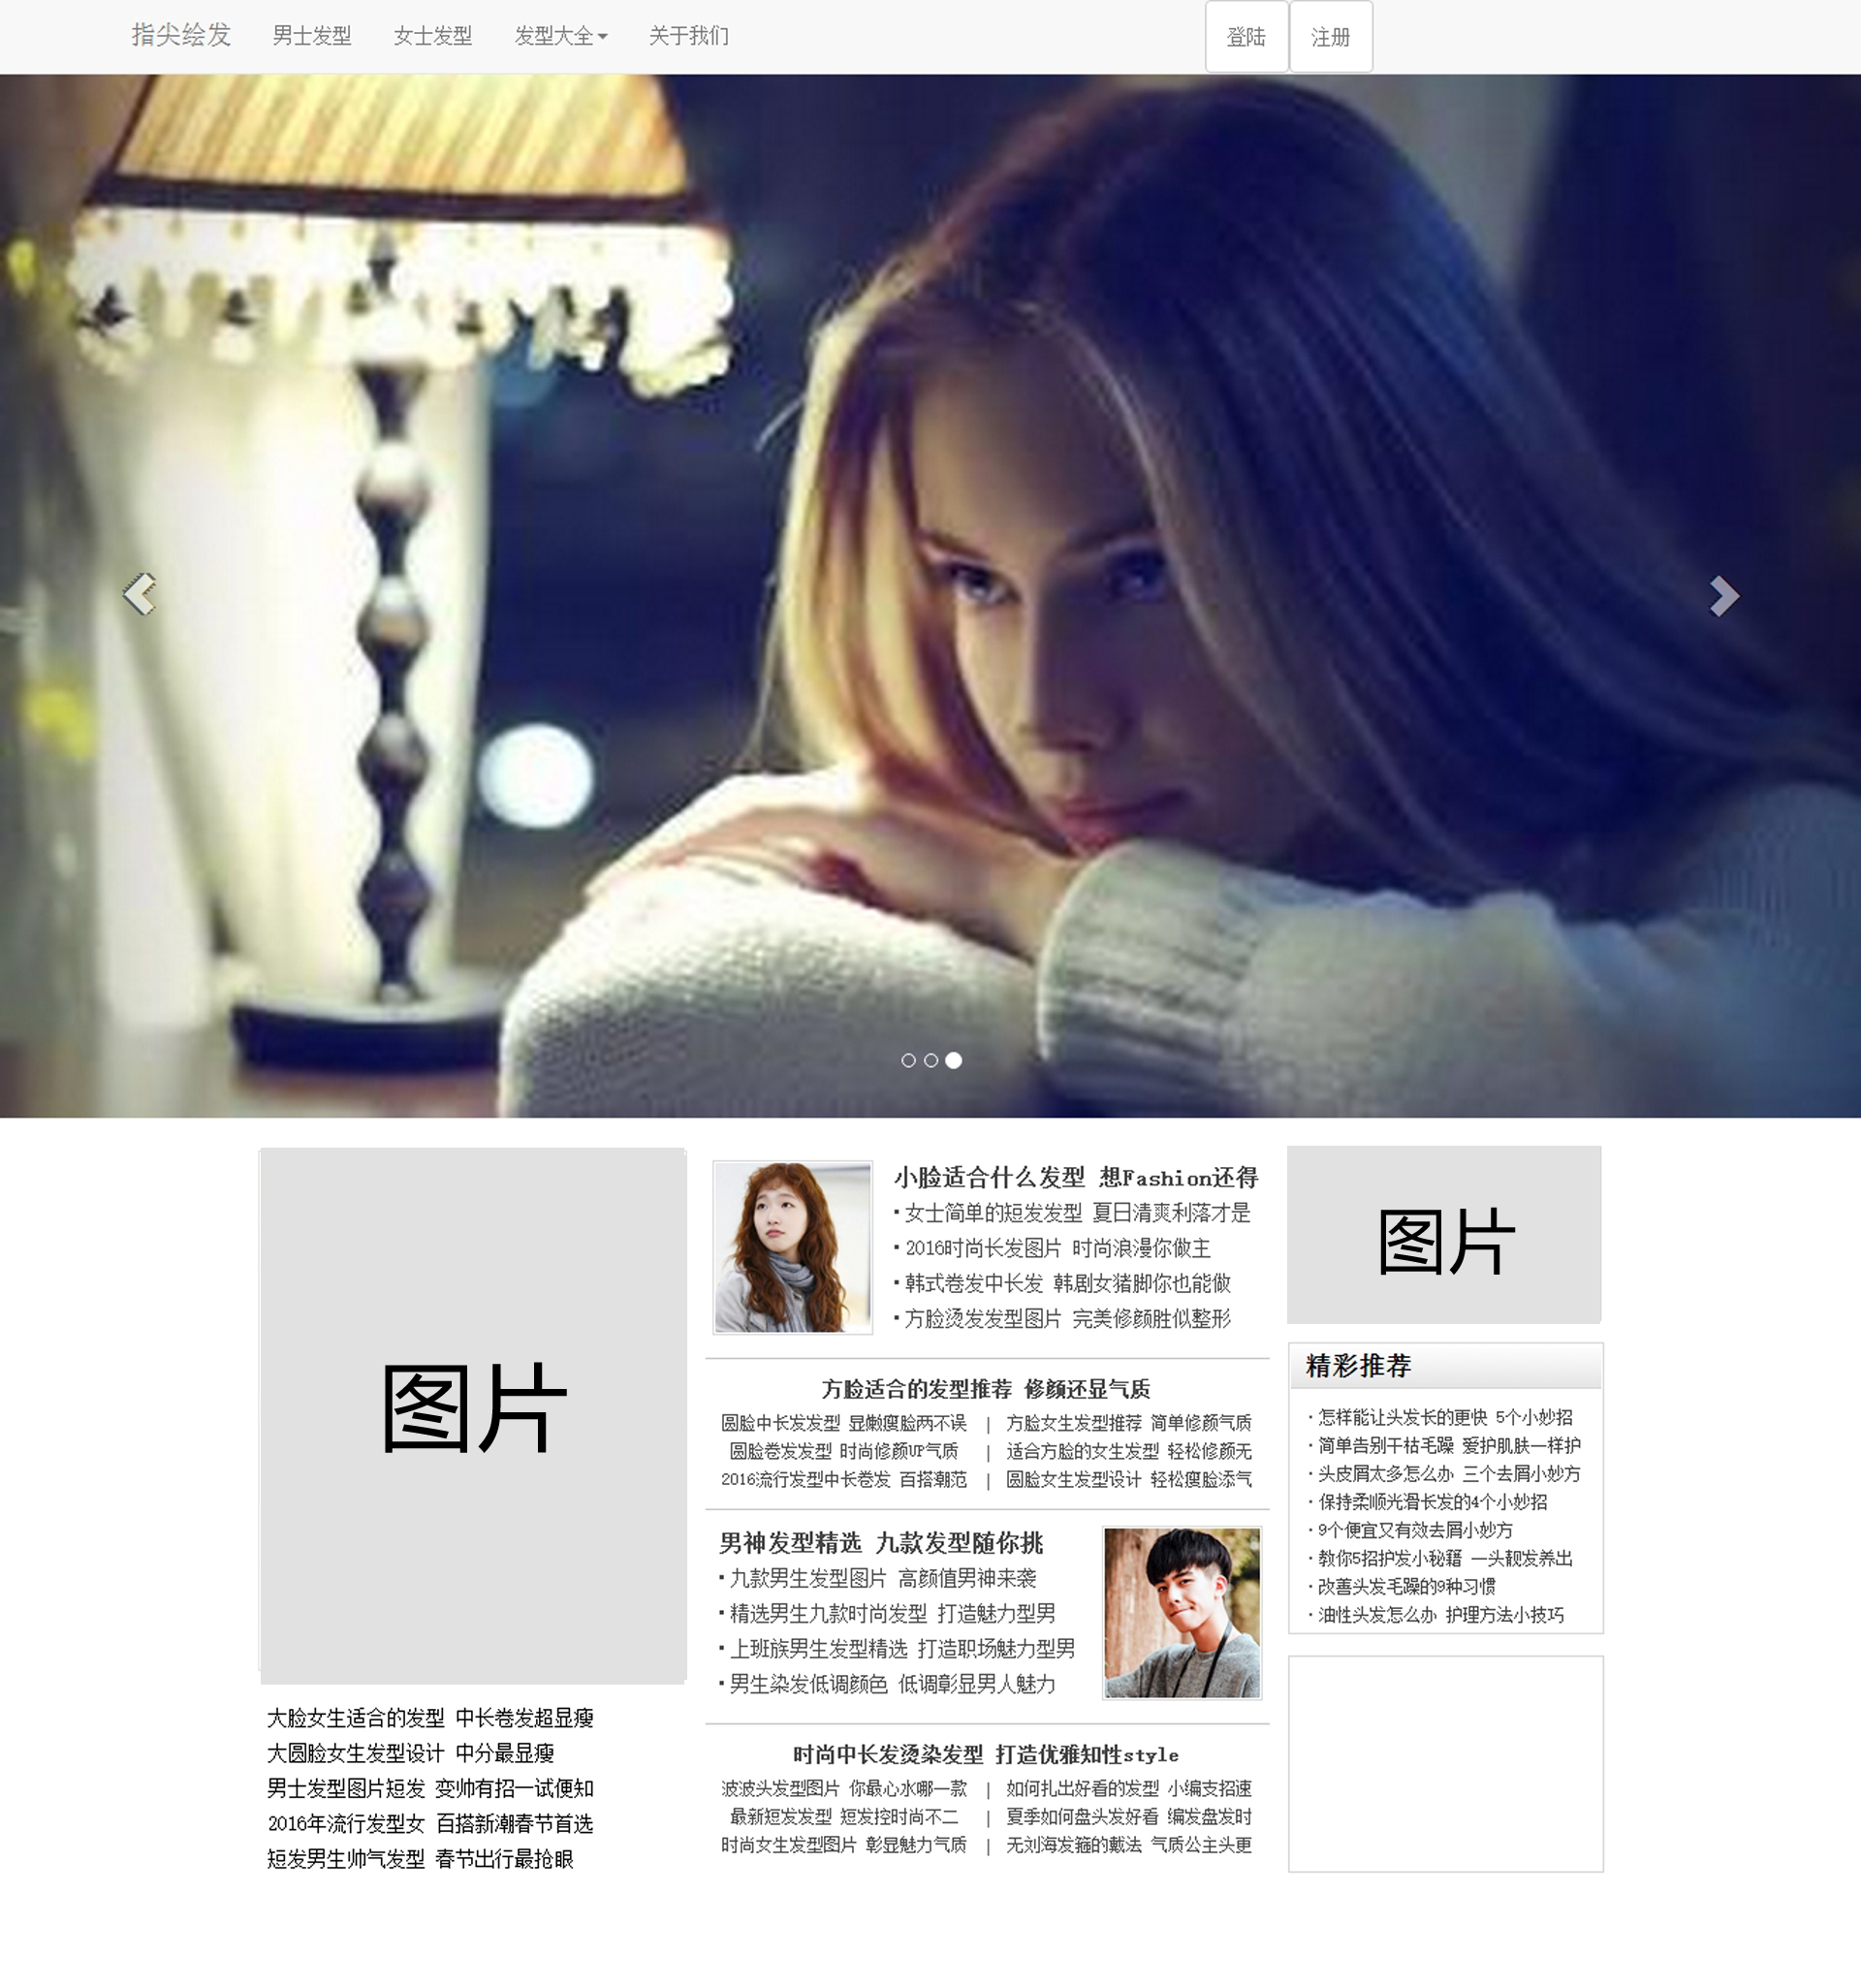 指尖绘发 男士发型 女士发型 发型大全 关于我们 登陆 注册
图片
大脸女生适合的发型 中长卷发超显瘦
大圆脸女生发型设计 中分最显瘦
男士发型图片短发 变帅有招一试便知
2016年流行发型女 百搭新潮春节首选
短发男生帅气发型 春节出行最抢眼
小脸适合什么发型 想Fashion还得
女士简单的短发发型 夏日清爽利落才是
2016时尚长发图片 时尚浪漫你做主
韩式卷发中长发 韩剧女猪脚你也能做
方脸烫发发型图片 完美修颜胜似整形
方脸适合的发型推荐 修颜还显气质
圆脸中长发发型 显嫩瘦脸两不误 | 方脸女生发型推荐 简单修颜气质
圆脸卷发发型 时尚修颜UP气质 | 适合方脸的女生发型 轻松修颜无
2016流行发型中长卷发 百搭潮范 | 圆脸女生发型设计 轻松瘦脸添气
男神发型精选 九款发型随你挑
九款男生发型图片 高颜值男神来袭
精选男生九款时尚发型 打造魅力型男
上班族男生发型精选 打造职场魅力型男
男生染发低调颜色 低调彰显男人魅力
时尚中长发烫染发型 打造优雅知性style
波波头发型图片 你最心水哪一款 | 如何扎出好看的发型 小编支招速
最新短发发型 短发控时尚不二 | 夏季如何盘头发好看 编发盘发时
时尚女生发型图片 彰显魅力气质 | 无刘海发箍的戴法 气质公主头更
图片
精彩推荐
怎样能让头发长的更快 5个小妙招
简单告别干枯毛躁 爱护肌肤一样护
头皮屑太多怎么办 三个去屑小妙方
保持柔顺光滑长发的4个小妙招
9个便宜又有效去屑小妙方
教你5招护发小秘籍 一头靓发养出
改善头发毛躁的9种习惯
油性头发怎么办 护理方法小技巧